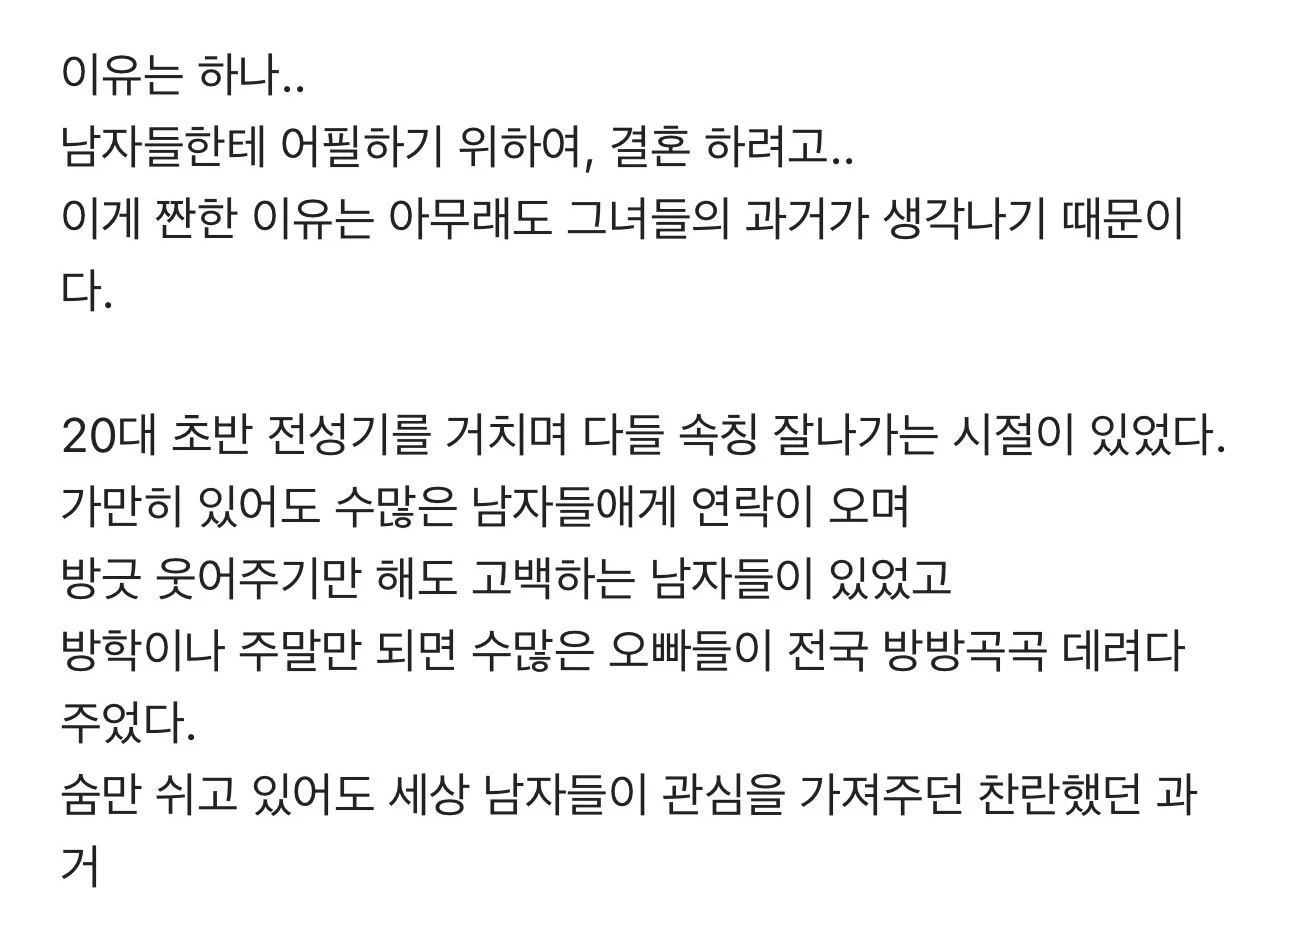 이유는 하나..
남자들한테 어필하기 위하여, 결혼 하려고..
이게 짠한 이유는 아무래도 그녀들의 과거가 생각나기 때문이
다.
20대 초반 전성기를 거치며 다들 속칭 잘나가는 시절이 있었다.
가만히 있어도 수많은 남자들애게 연락이 오며
방긋 웃어주기만 해도 고백하는 남자들이 있었고
방학이나 주말만 되면 수많은 오빠들이 전국 방방곡곡 데려다
주었다.
숨만 쉬고 있어도 세상 남자들이 관심을 가져주던 찬란했던 과
거